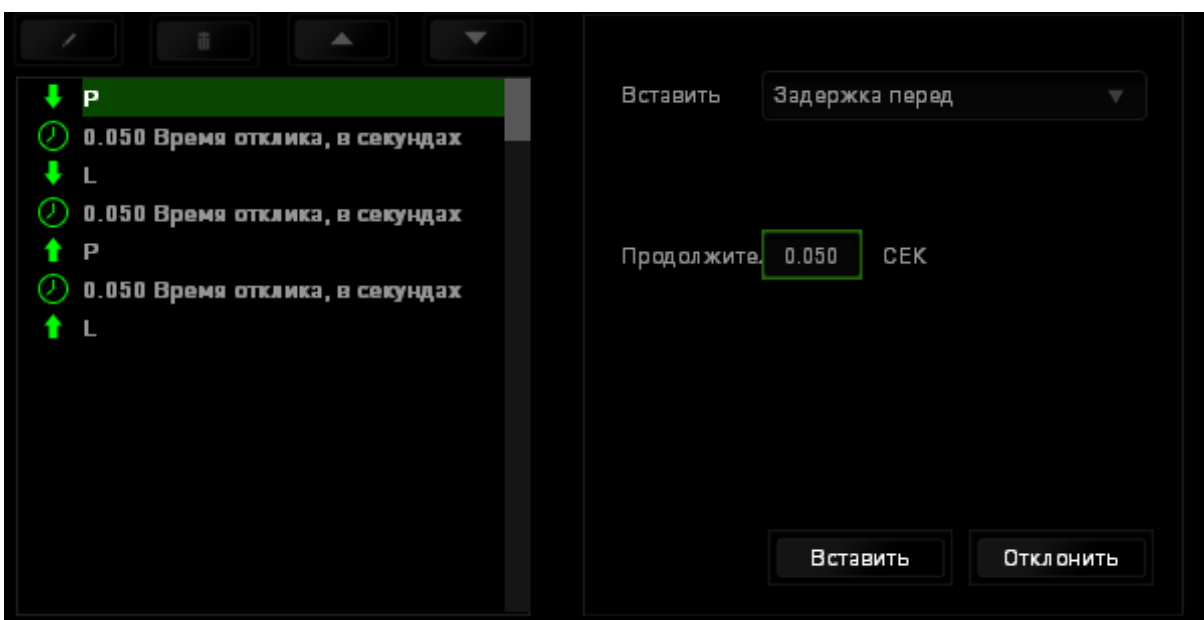 P
0.050 Время отклика, в секундах
L
0.050 Время отклика, в секундах
P
0.050 Время отклика, в секундах
L
Вставить Задержка перед
Продолжите 0.050 СЕК
Вставить Отклонить